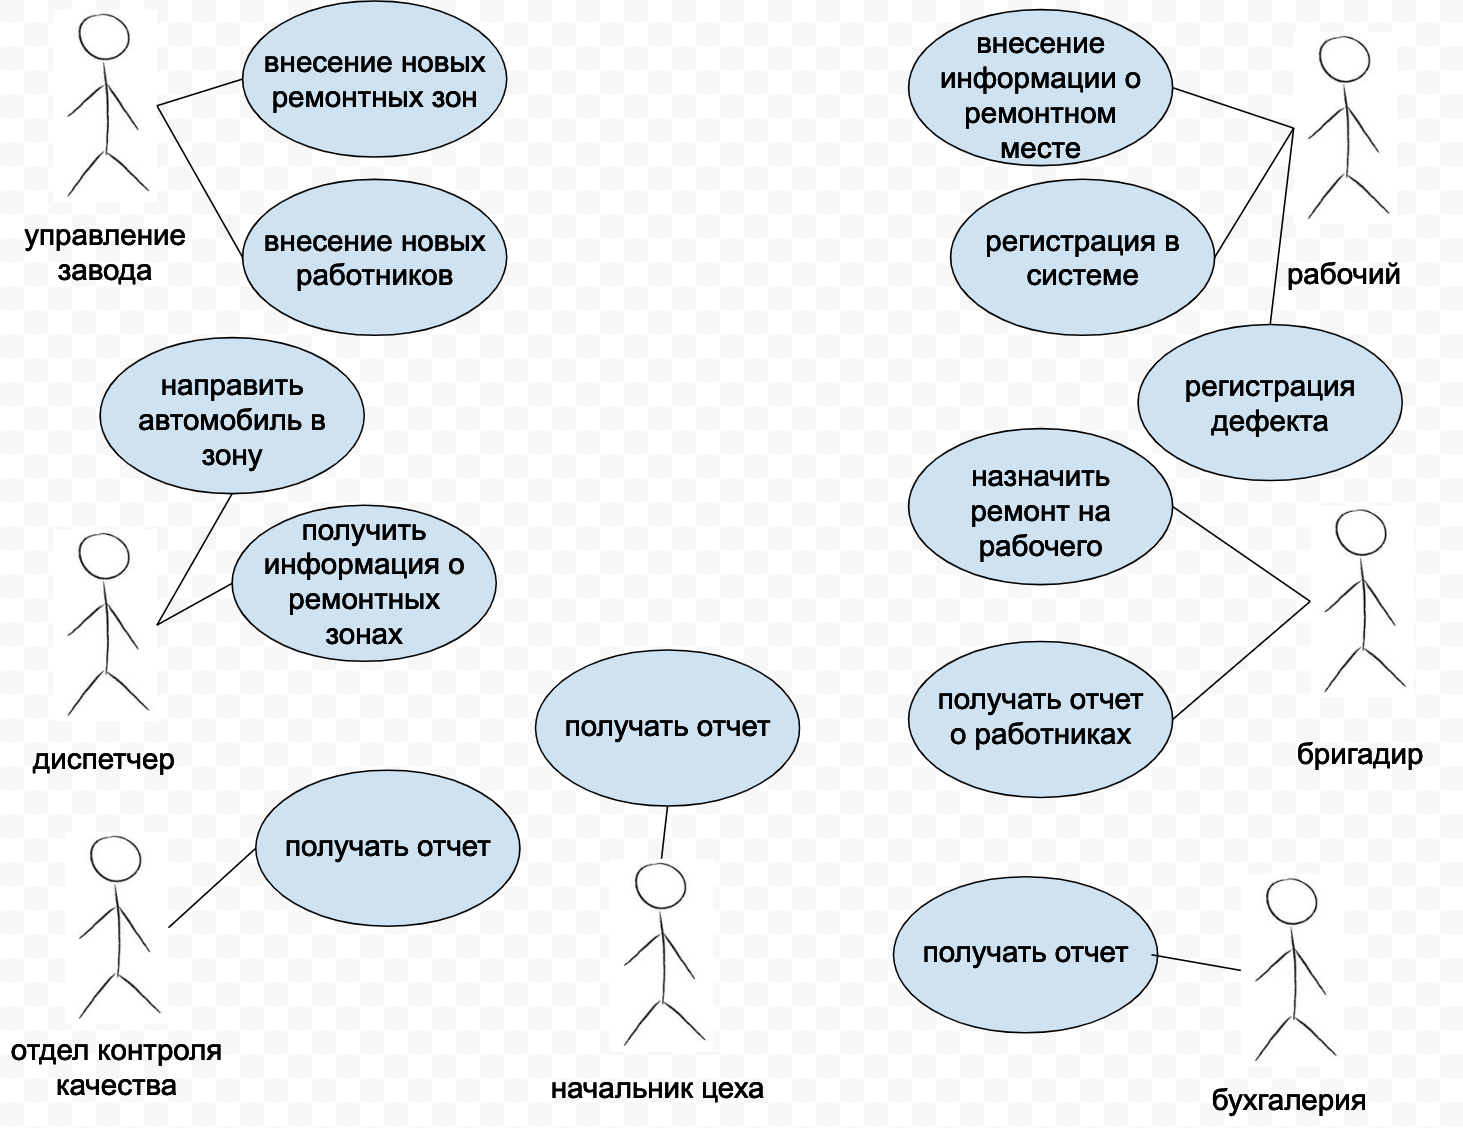 внесение новых
ремонтных зон
управление
завода
внесение новых
работников
направить
автомобиль в
зону
получить
информация о
ремонтных
зонах
диспетчер
получать отчет
отдел контроля
качества
получать отчет
начальник цеха
внесение
информации о
ремонтном
месте
регистрация в
системе
рабочий
регистрация
дефекта
назначить
ремонт на
рабочего
получать отчет
о работниках
бригадир
получать отчет
бухгалерия